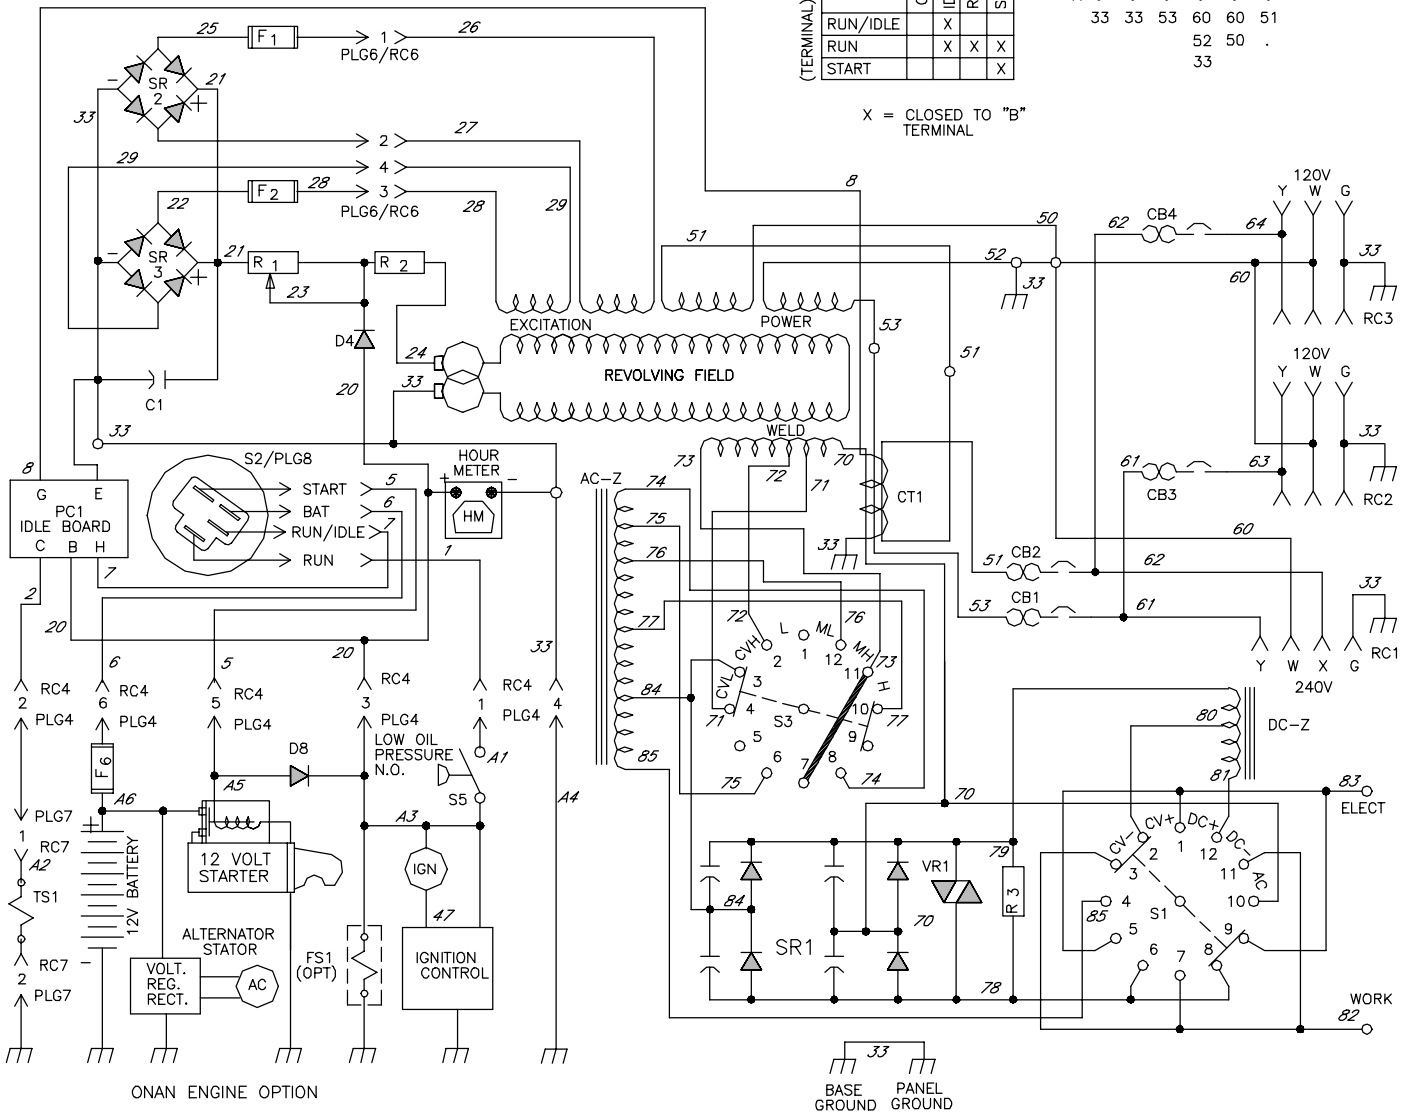 25
F1
1
26
PLG6/RC6
21
SR 2
-
+
33
2
27
29
4
F2
28
3
PLG6/RC6
22
28
29
SR 3
-
+
21
R 1
R 2
23
D4
20
24
33
C1
33
EXCITATION
POWER
REVOLVING FIELD
WELD
(TERMINAL)
RUN/IDLE X
RUN X X X
START X
X = CLOSED TO "B"
TERMINAL
33 33 53 60 60 51
52 50 .
33
8
51
50
52
33
53
51
62
CB4
64
120V
Y W G
33
60
RC3
120V
Y W G
61
CB3
63
33
RC2
60
51
CB2
62
53
CB1
61
33
Y W X G
RC1
240V
8
G E
PC1
IDLE BOARD
C B H
S2/PLG8
START
BAT
RUN/IDLE
RUN
5
6
7
1
HOUR
METER
+ -
HM
7
2
20
20
33
6
5
AC-Z
74
75
76
77
84
85
73
72
70
71
CT1
33
72
76
L
ML
MH
H
CVH
CVL
1
2
3
4
5
6
7
8
9
10
11
12
S3
73
77
71
75
74
2
RC4
PLG4
6
RC4
PLG4
5
RC4
PLG4
3
RC4
PLG4
1
RC4
PLG4
4
F6
A6
A5
D8
LOW OIL
PRESSURE
N.O.
A1
S5
A4
A3
PLG7
1
RC7
A2
TS1
RC7
2
PLG7
+
12V BATTERY
-
12 VOLT
STARTER
IGN
47
ALTERNATOR
STATOR
VOLT.
REG.
RECT.
AC
FS1
(OPT)
IGNITION
CONTROL
ONAN ENGINE OPTION
70
84
SR1
70
VR1
79
R 3
78
80
DC-Z
81
83
ELECT
CV-
CV+
DC+
DC-
AC
1
2
3
4
5
6
7
8
9
10
11
12
S1
85
WORK
82
33
BASE
GROUND
PANEL
GROUND